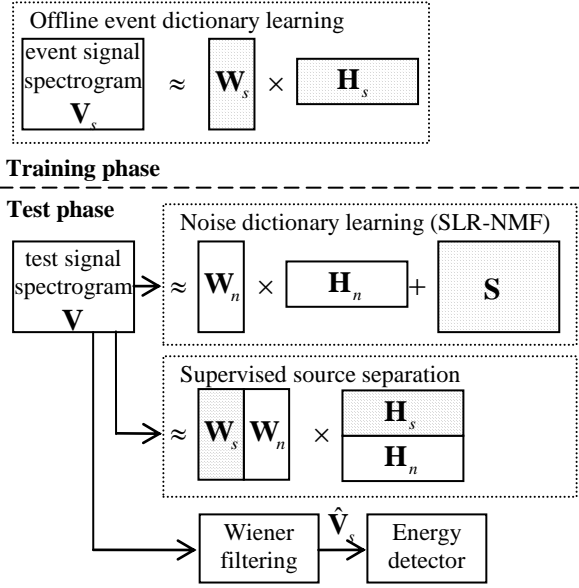 Offline event dictionary learning
event signal
spectrogram
V_s
≈ W_s × H_s
Training phase
Test phase
Noise dictionary learning (SLR-NMF)
test signal
spectrogram
V
≈ W_n × H_n + S
Supervised source separation
≈ W_s W_n × H_s
H_n
Wiener
filtering
V̂_s
Energy
detector